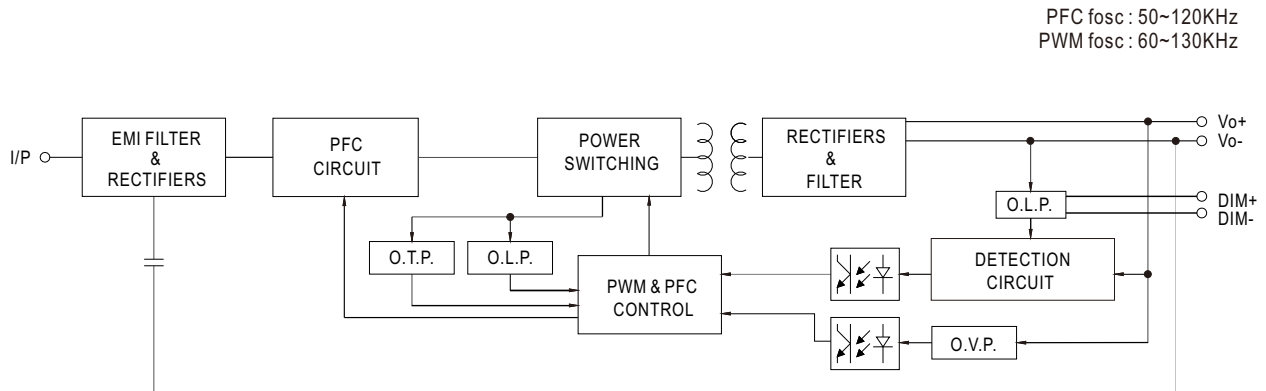 PFC fosc : 50~120KHz
PWM fosc : 60~130KHz
I/P
EMI FILTER
&
RECTIFIERS
PFC
CIRCUIT
POWER
SWITCHING
RECTIFIERS
&
FILTER
Vo+
Vo-
O.L.P.
DIM+
DIM-
O.T.P.
O.L.P.
PWM & PFC
CONTROL
DETECTION
CIRCUIT
O.V.P.